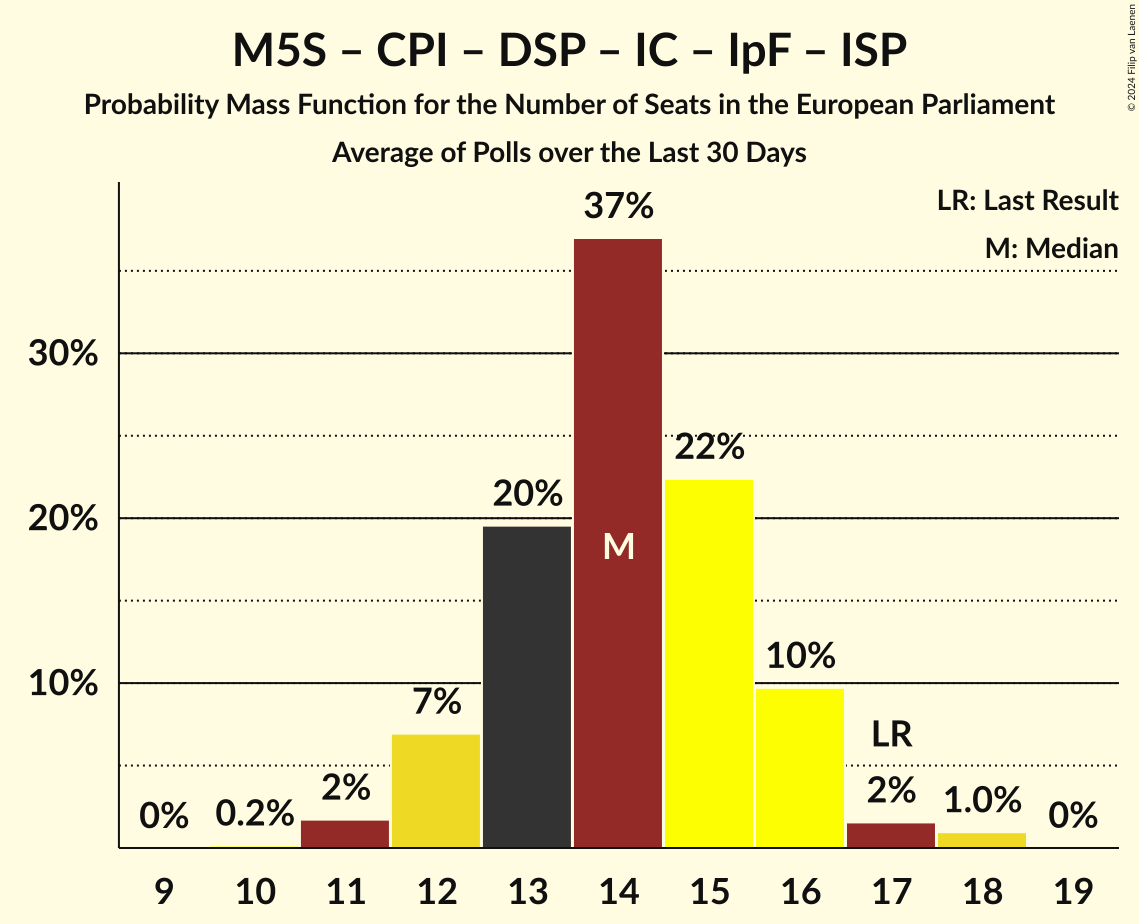 M5S – CPI – DSP – IC – IpF – ISP
Probability Mass Function for the Number of Seats in the European Parliament
Average of Polls over the Last 30 Days
© 2024 Filip van Laenen
LR: Last Result
M: Median
37%
30%
22%
20%
20%
M
10%
10%
7%
LR
2%
2%
1.0%
0%
0.2%
0%
9 10 11 12 13 14 15 16 17 18 19